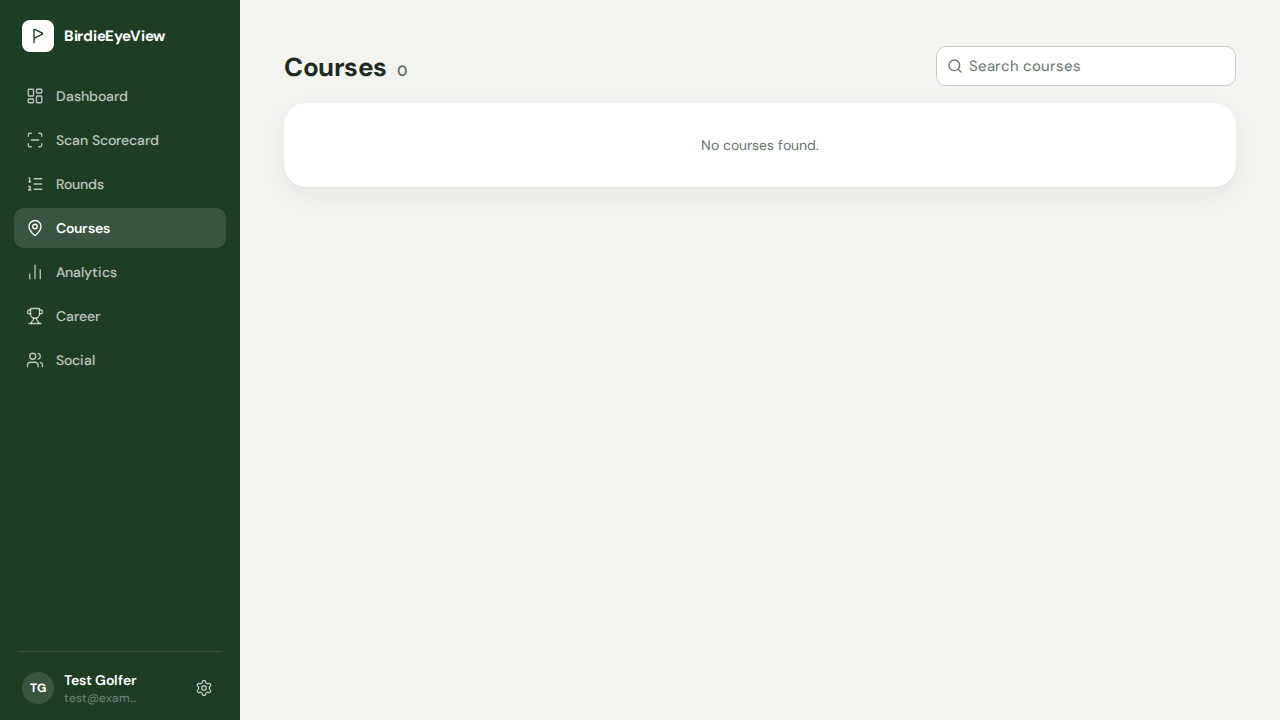 BirdieEyeView
Dashboard
Scan Scorecard
Rounds
Courses
Analytics
Career
Social
TG
Test Golfer
test@exam...
Courses 0
Search courses
No courses found.